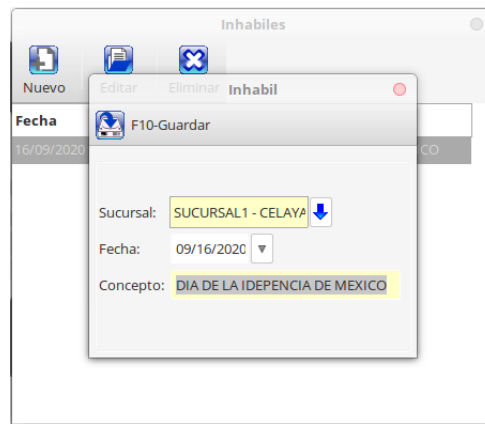 Inhabiles
Nuevo
Editar
Eliminar
Inhabil
Fecha
F10-Guardar
16/09/2020
CO
Sucursal: SUCURSAL1 - CELAYA
Fecha: 09/16/2020
Concepto: DIA DE LA IDEPENCIA DE MEXICO